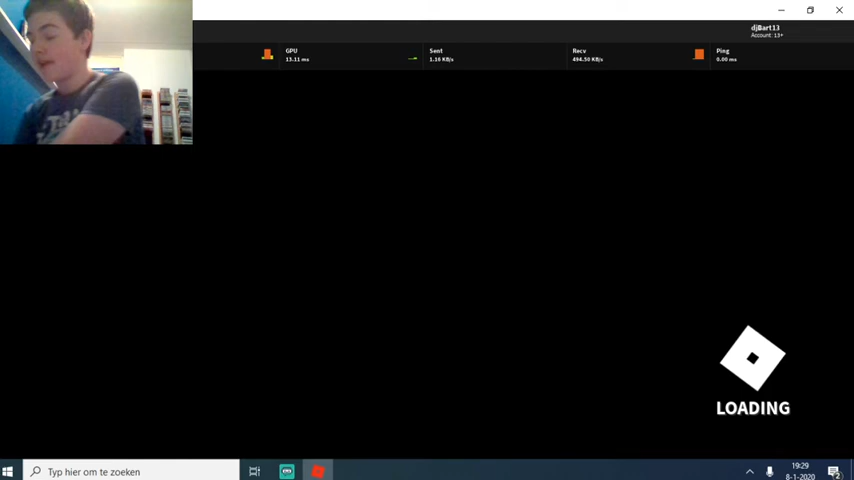 djBart13
Account: 13+
GPU
13.11 ms
Sent
1.16 KB/s
Recv
494.50 KB/s
Ping
0.00 ms
LOADING
Typ hier om te zoeken
19:29
8-1-2020
2